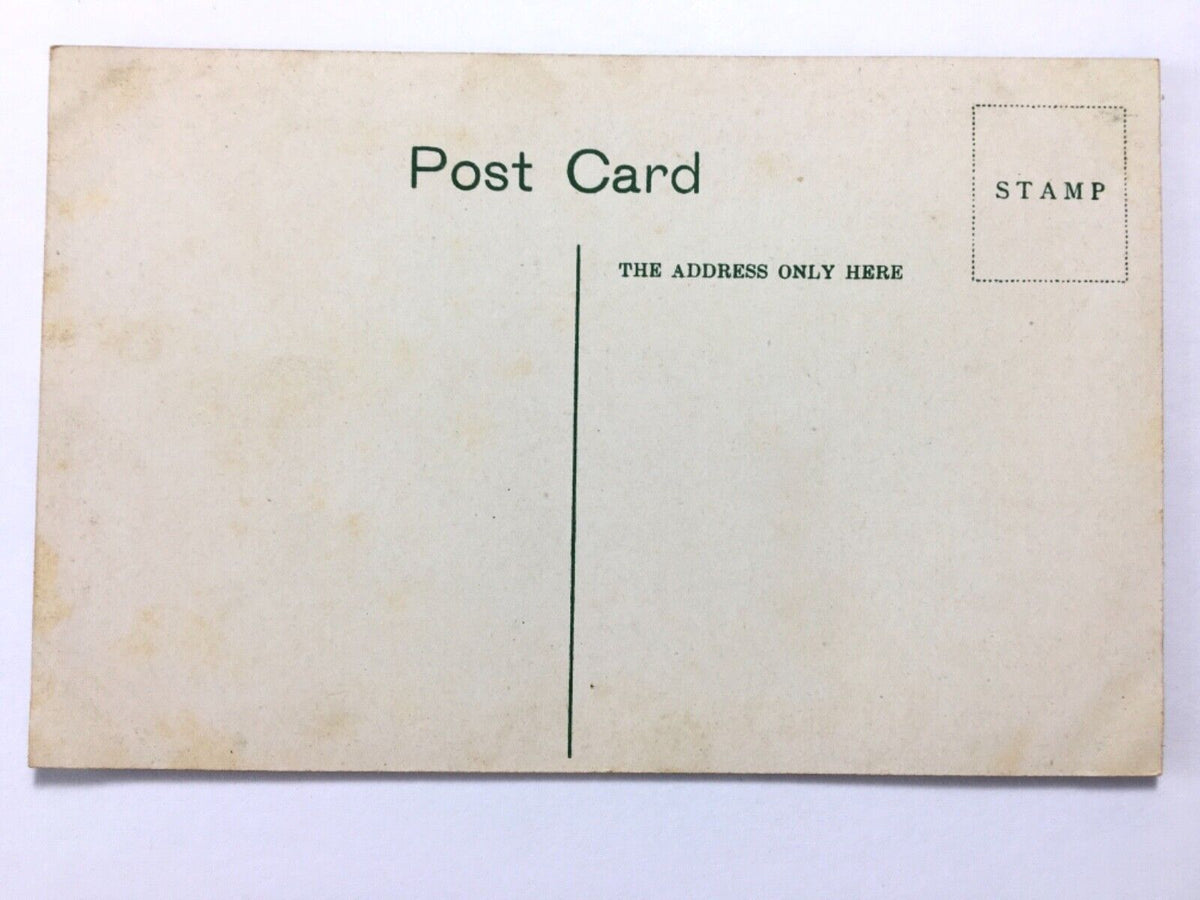 Post Card
STAMP
THE ADDRESS ONLY HERE